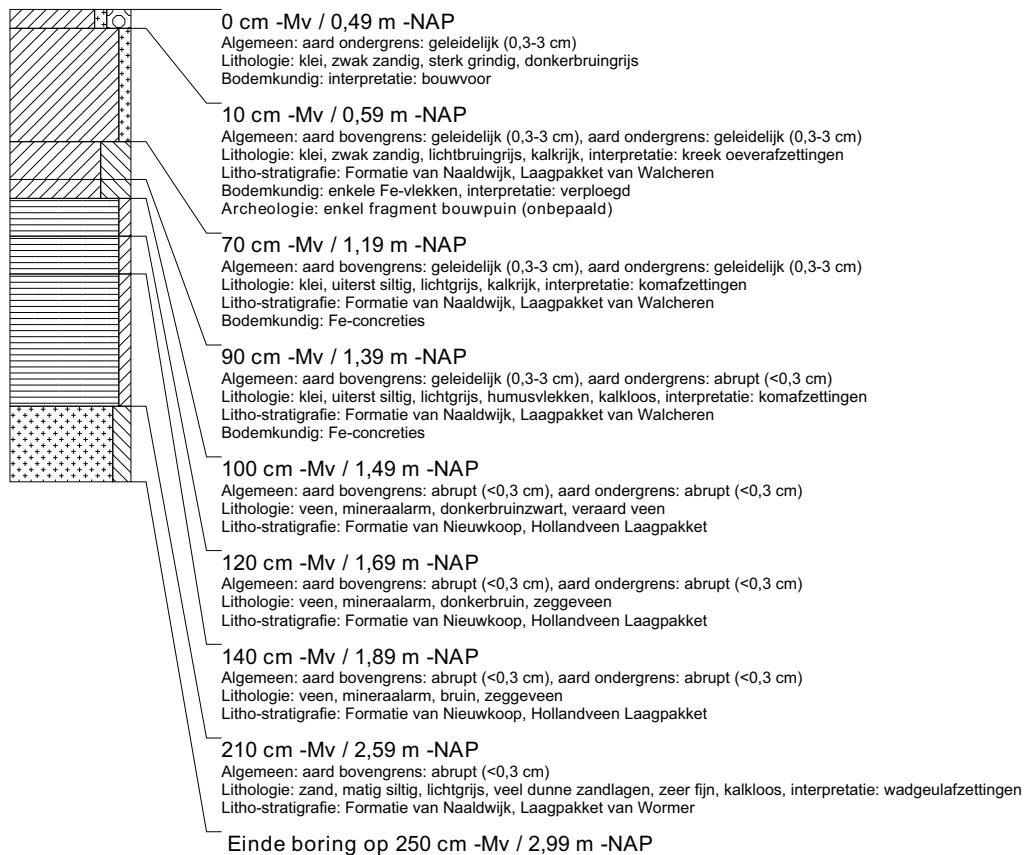 0 cm -Mv / 0,49 m -NAP
Algemeen: aard ondergrens: geleidelijk (0,3-3 cm)
Lithologie: klei, zwak zandig, sterk grindig, donkerbruingrijs
Bodemkundig: interpretatie: bouwvoor
10 cm -Mv / 0,59 m -NAP
Algemeen: aard bovengrens: geleidelijk (0,3-3 cm), aard ondergrens: geleidelijk (0,3-3 cm)
Lithologie: klei, zwak zandig, lichtbruingrijs, kalkrijk, interpretatie: kreek oeverafzettingen
Litho-stratigrafie: Formatie van Naaldwijk, Laagpakket van Walcheren
Bodemkundig: enkele Fe-vlekken, interpretatie: verploegd
Archeologie: enkel fragment bouwpuin (onbepaald)
70 cm -Mv / 1,19 m -NAP
Algemeen: aard bovengrens: geleidelijk (0,3-3 cm), aard ondergrens: geleidelijk (0,3-3 cm)
Lithologie: klei, uiterst siltig, lichtgrijs, kalkrijk, interpretatie: komafzettingen
Litho-stratigrafie: Formatie van Naaldwijk, Laagpakket van Walcheren
Bodemkundig: Fe-concreties
90 cm -Mv / 1,39 m -NAP
Algemeen: aard bovengrens: geleidelijk (0,3-3 cm), aard ondergrens: abrupt (<0,3 cm)
Lithologie: klei, uiterst siltig, lichtgrijs, humusvlekken, kalkloos, interpretatie: komafzettingen
Litho-stratigrafie: Formatie van Naaldwijk, Laagpakket van Walcheren
Bodemkundig: Fe-concreties
100 cm -Mv / 1,49 m -NAP
Algemeen: aard bovengrens: abrupt (<0,3 cm), aard ondergrens: abrupt (<0,3 cm)
Lithologie: veen, mineraalarm, donkerbruinzwart, veraard veen
Litho-stratigrafie: Formatie van Nieuwkoop, Hollandveen Laagpakket
120 cm -Mv / 1,69 m -NAP
Algemeen: aard bovengrens: abrupt (<0,3 cm), aard ondergrens: abrupt (<0,3 cm)
Lithologie: veen, mineraalarm, donkerbruin, zeggeveen
Litho-stratigrafie: Formatie van Nieuwkoop, Hollandveen Laagpakket
140 cm -Mv / 1,89 m -NAP
Algemeen: aard bovengrens: abrupt (<0,3 cm), aard ondergrens: abrupt (<0,3 cm)
Lithologie: veen, mineraalarm, bruin, zeggeveen
Litho-stratigrafie: Formatie van Nieuwkoop, Hollandveen Laagpakket
210 cm -Mv / 2,59 m -NAP
Algemeen: aard bovengrens: abrupt (<0,3 cm)
Lithologie: zand, matig siltig, lichtgrijs, veel dunne zandlagen, zeer fijn, kalkloos, interpretatie: wadgeulafzettingen
Litho-stratigrafie: Formatie van Naaldwijk, Laagpakket van Wormer
Einde boring op 250 cm -Mv / 2,99 m -NAP